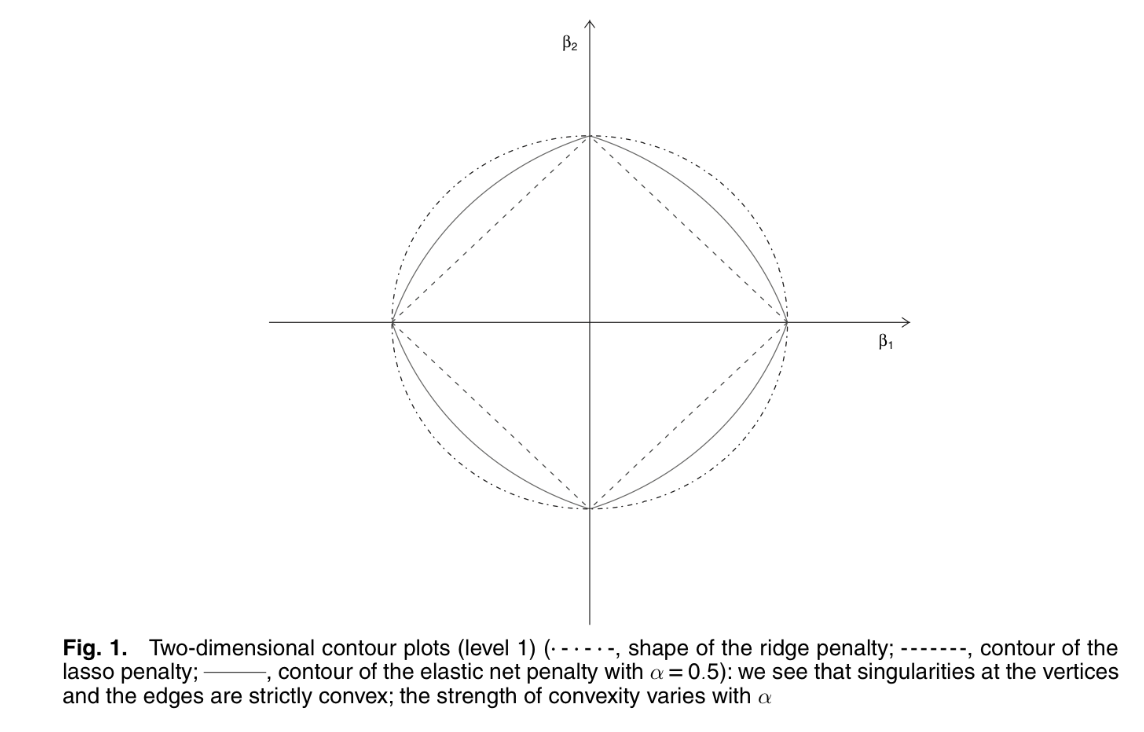 β₂
β₁
Fig. 1. Two-dimensional contour plots (level 1) (· - · - · -, shape of the ridge penalty; -------, contour of the
lasso penalty; ———, contour of the elastic net penalty with α = 0.5): we see that singularities at the vertices
and the edges are strictly convex; the strength of convexity varies with α